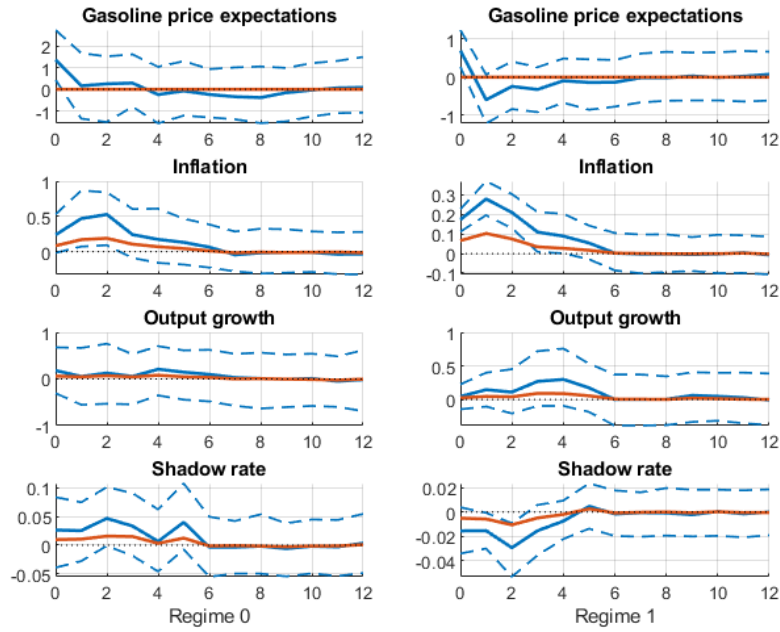 Gasoline price expectations
2
1
0
-1
0 2 4 6 8 10 12
Gasoline price expectations
1
0
-1
0 2 4 6 8 10 12
Inflation
1
0.5
0
0 2 4 6 8 10 12
Inflation
0.3
0.2
0.1
0
-0.1
0 2 4 6 8 10 12
Output growth
1
0
-1
0 2 4 6 8 10 12
Output growth
1
0.5
0
0 2 4 6 8 10 12
Shadow rate
0.1
0.05
0
-0.05
0 2 4 6 8 10 12
Regime 0
Shadow rate
0.02
0
-0.02
-0.04
0 2 4 6 8 10 12
Regime 1